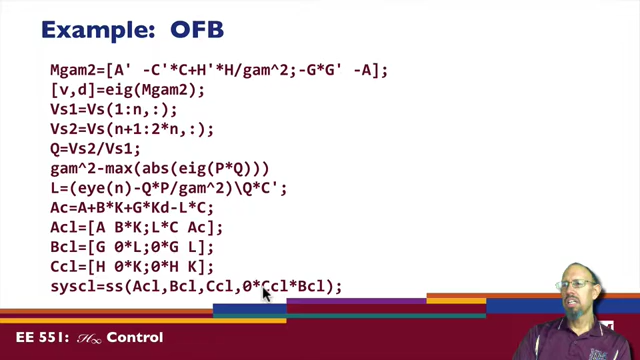 Example: OFB
Mgam2=[A' -C'*C+H'*H/gam^2;-G*G' -A];
[v,d]=eig(Mgam2);
Vs1=Vs(1:n,:);
Vs2=Vs(n+1:2*n,:);
Q=Vs2/Vs1;
gam^2-max(abs(eig(P*Q)))
L=(eye(n)-Q*P/gam^2)\Q*C';
Ac=A+B*K+G*Kd-L*C;
Acl=[A B*K;L*C Ac];
Bcl=[G 0*L;0*G L];
Ccl=[H 0*K;0*H K];
syscl=ss(Acl,Bcl,Ccl,0*Ccl*Bcl);
EE 551: ℋ∞ Control